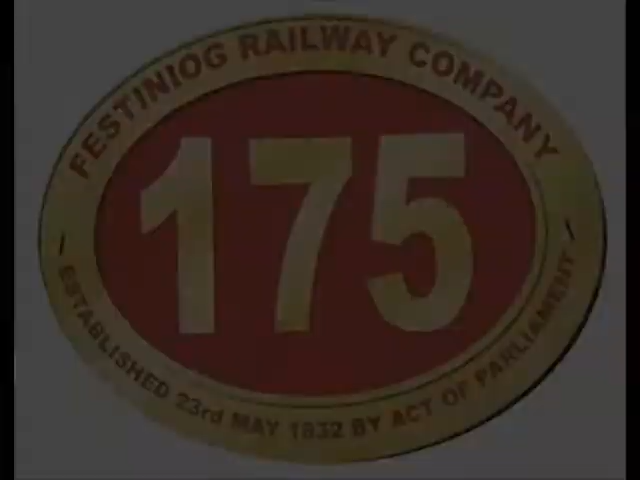 FESTINIOG RAILWAY COMPANY
175
- ESTABLISHED 23rd MAY 1832 BY ACT OF PARLIAMENT -